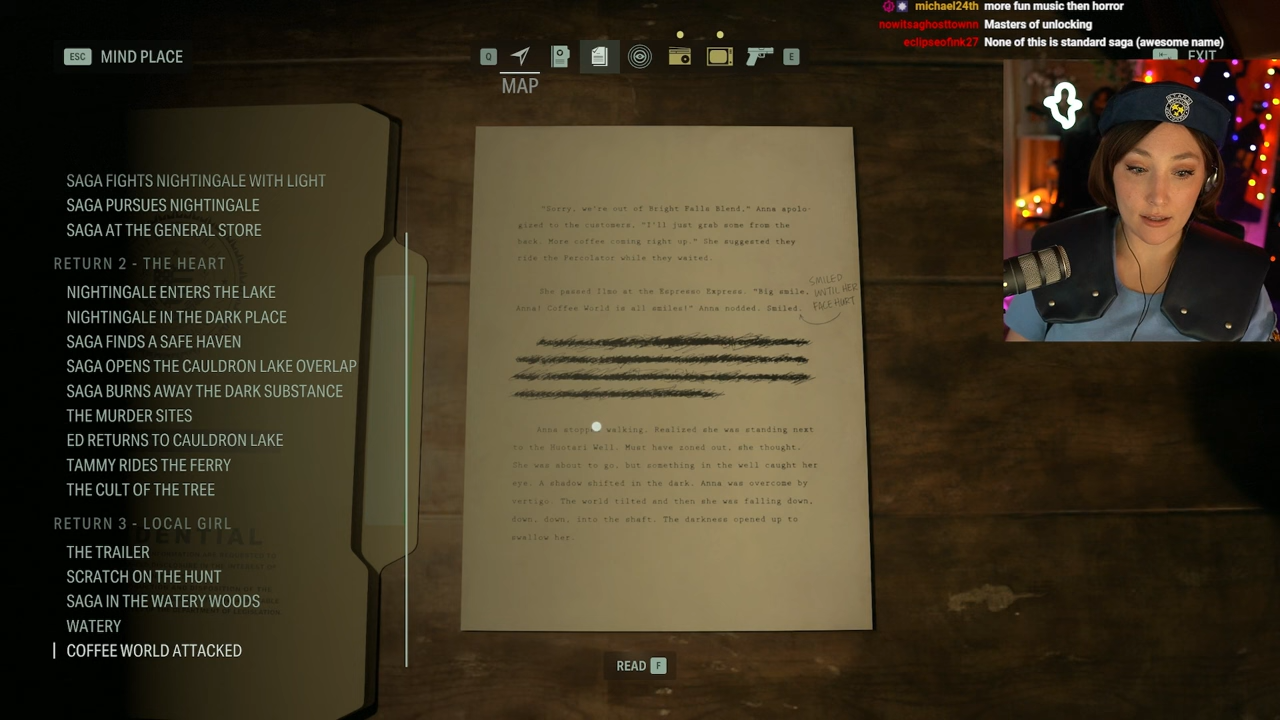 michael24th more fun music then horror
nowitsaghosttownn Masters of unlocking
eclipseofink27 None of this is standard saga (awesome name)
ESC MIND PLACE
Q
E
EXIT
MAP
SAGA FIGHTS NIGHTINGALE WITH LIGHT
SAGA PURSUES NIGHTINGALE
SAGA AT THE GENERAL STORE
RETURN 2 - THE HEART
NIGHTINGALE ENTERS THE LAKE
NIGHTINGALE IN THE DARK PLACE
SAGA FINDS A SAFE HAVEN
SAGA OPENS THE CAULDRON LAKE OVERLAP
SAGA BURNS AWAY THE DARK SUBSTANCE
THE MURDER SITES
ED RETURNS TO CAULDRON LAKE
TAMMY RIDES THE FERRY
THE CULT OF THE TREE
RETURN 3 - LOCAL GIRL
DENTIAL
THE TRAILER
SCRATCH ON THE HUNT
SAGA IN THE WATERY WOODS
WATERY
COFFEE WORLD ATTACKED
"Sorry, we're out of Bright Falls Blend," Anna apolo-
gized to the customers, "I'll just grab some from the
back. More coffee coming right up." She suggested they
ride the Percolator while they waited.
She passed Ilmo at the Espresso Express. "Big smile,
Anna! Coffee World is all smiles!" Anna nodded. Smiled.
SMILED
UNTIL HER
FACE HURT
Anna stopp walking. Realized she was standing next
to the Huotari Well. Must have zoned out, she thought.
She was about to go, but something in the well caught her
eye. A shadow shifted in the dark. Anna was overcome by
vertigo. The world tilted and then she was falling down,
down, down, into the shaft. The darkness opened up to
swallow her.
READ F
STARS